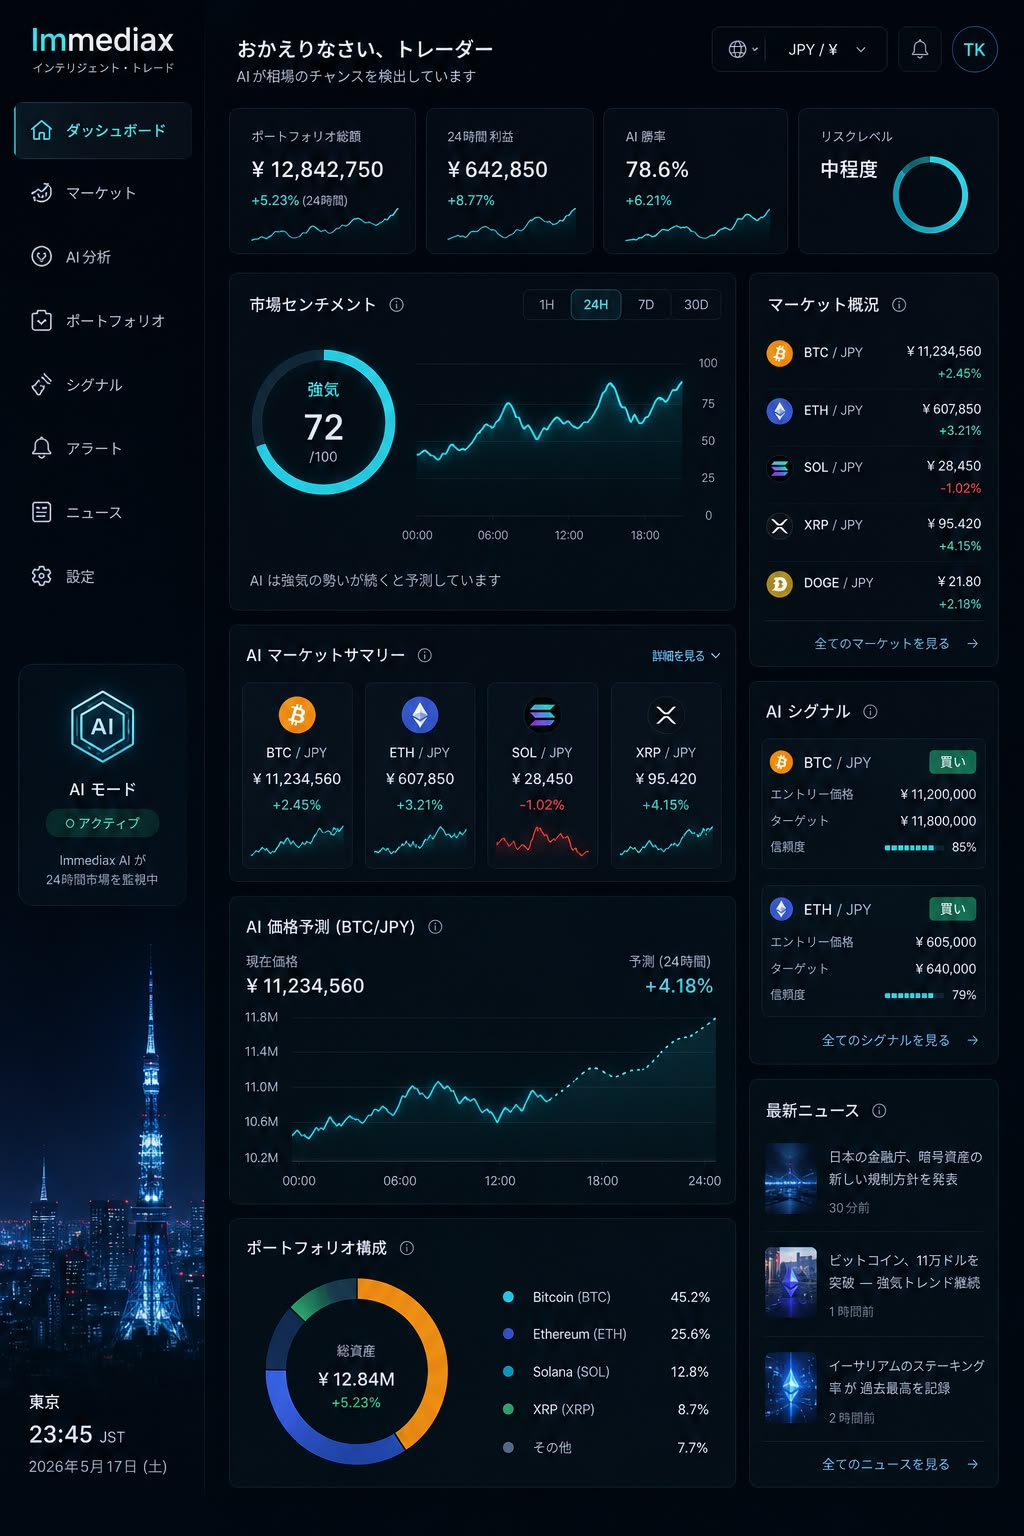 Immediax
インテリジェント・トレード
ダッシュボード
マーケット
AI 分析
ポートフォリオ
シグナル
アラート
ニュース
設定
AI
AI モード
アクティブ
Immediax AI が
24時間市場を監視中
東京
23:45 JST
2026年5月17日 (土)
おかえりなさい、トレーダー
AI が相場のチャンスを検出しています
JPY / ¥
TK
ポートフォリオ総額
¥ 12,842,750
+5.23% (24時間)
24時間 利益
¥ 642,850
+8.77%
AI 勝率
78.6%
+6.21%
リスクレベル
中程度
市場センチメント
1H 24H 7D 30D
強気
72
/100
100
75
50
25
0
00:00 06:00 12:00 18:00
AI は強気の勢いが続くと予測しています
マーケット概況
BTC / JPY ¥ 11,234,560
+2.45%
ETH / JPY ¥ 607,850
+3.21%
SOL / JPY ¥ 28,450
-1.02%
XRP / JPY ¥ 95.420
+4.15%
DOGE / JPY ¥ 21.80
+2.18%
全てのマーケットを見る →
AI マーケットサマリー
詳細を見る
BTC / JPY
¥ 11,234,560
+2.45%
ETH / JPY
¥ 607,850
+3.21%
SOL / JPY
¥ 28,450
-1.02%
XRP / JPY
¥ 95.420
+4.15%
AI シグナル
BTC / JPY 買い
エントリー価格 ¥ 11,200,000
ターゲット ¥ 11,800,000
信頼度 85%
ETH / JPY 買い
エントリー価格 ¥ 605,000
ターゲット ¥ 640,000
信頼度 79%
全てのシグナルを見る →
AI 価格予測 (BTC/JPY)
現在価格
¥ 11,234,560
予測 (24時間)
+4.18%
11.8M
11.4M
11.0M
10.6M
10.2M
00:00 06:00 12:00 18:00 24:00
最新ニュース
日本の金融庁、暗号資産の
新しい規制方針を発表
30 分前
ビットコイン、11万ドルを
突破 — 強気トレンド継続
1 時間前
イーサリアムのステーキング
率 が 過去最高を記録
2 時間前
全てのニュースを見る →
ポートフォリオ構成
総資産
¥ 12.84M
+5.23%
Bitcoin (BTC) 45.2%
Ethereum (ETH) 25.6%
Solana (SOL) 12.8%
XRP (XRP) 8.7%
その他 7.7%